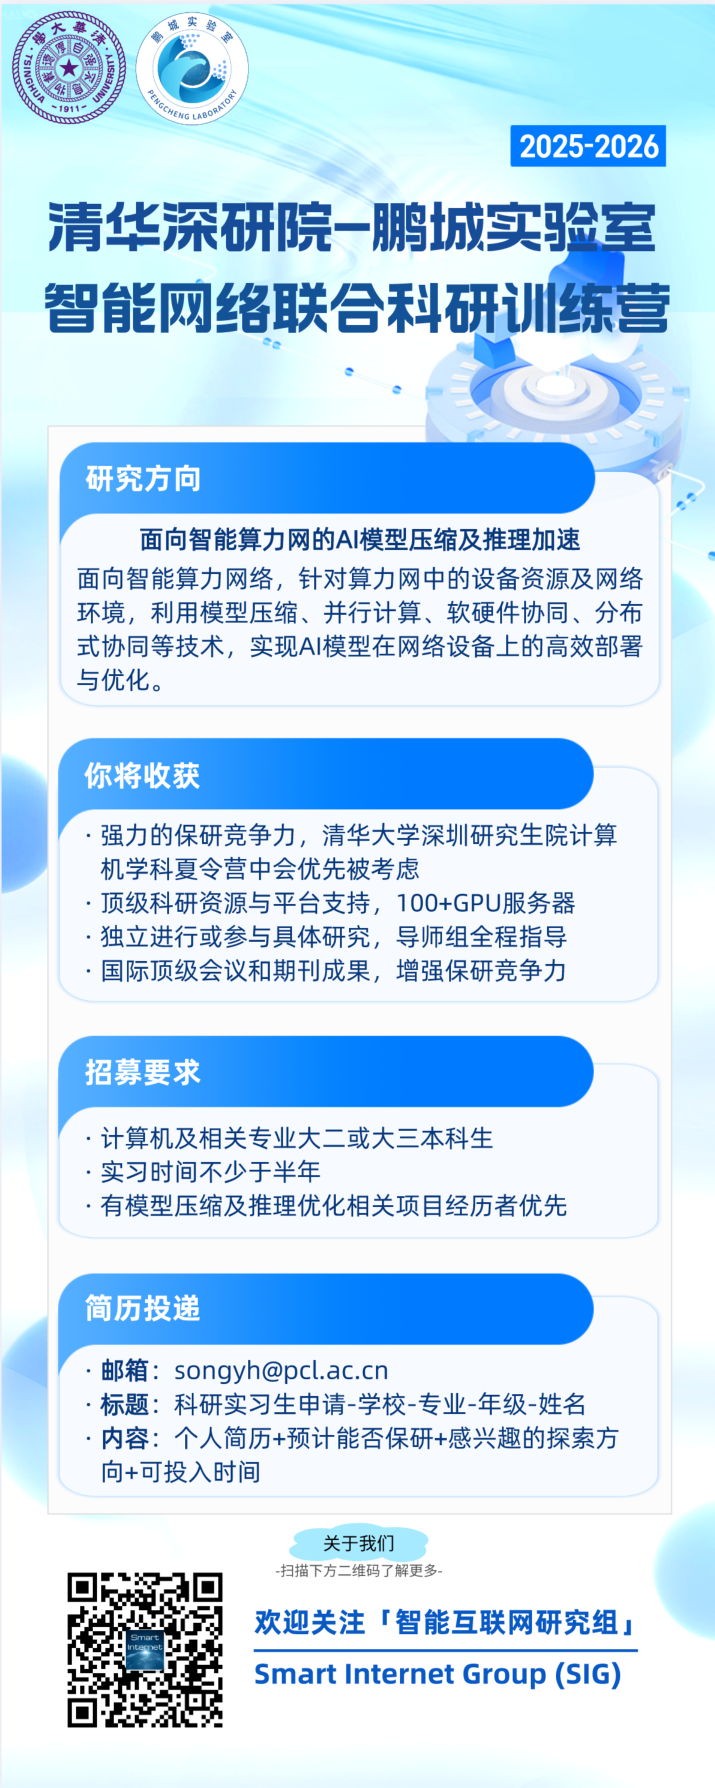 清华大学
TSINGHUA UNIVERSITY
-1911-
自强不息
厚德载物
鹏城实验室
PENGCHENG LABORATORY
2025-2026
清华深研院-鹏城实验室
智能网络联合科研训练营
研究方向
面向智能算力网的AI模型压缩及推理加速
面向智能算力网络，针对算力网中的设备资源及网络
环境，利用模型压缩、并行计算、软硬件协同、分布
式协同等技术，实现AI模型在网络设备上的高效部署
与优化。
你将收获
· 强力的保研竞争力，清华大学深圳研究生院计算
机学科夏令营中会优先被考虑
· 顶级科研资源与平台支持，100+GPU服务器
· 独立进行或参与具体研究，导师组全程指导
· 国际顶级会议和期刊成果，增强保研竞争力
招募要求
· 计算机及相关专业大二或大三本科生
· 实习时间不少于半年
· 有模型压缩及推理优化相关项目经历者优先
简历投递
· 邮箱：songyh@pcl.ac.cn
· 标题：科研实习生申请-学校-专业-年级-姓名
· 内容：个人简历+预计能否保研+感兴趣的探索方
向+可投入时间
关于我们
-扫描下方二维码了解更多-
Smart
Internet
欢迎关注「智能互联网研究组」
Smart Internet Group (SIG)